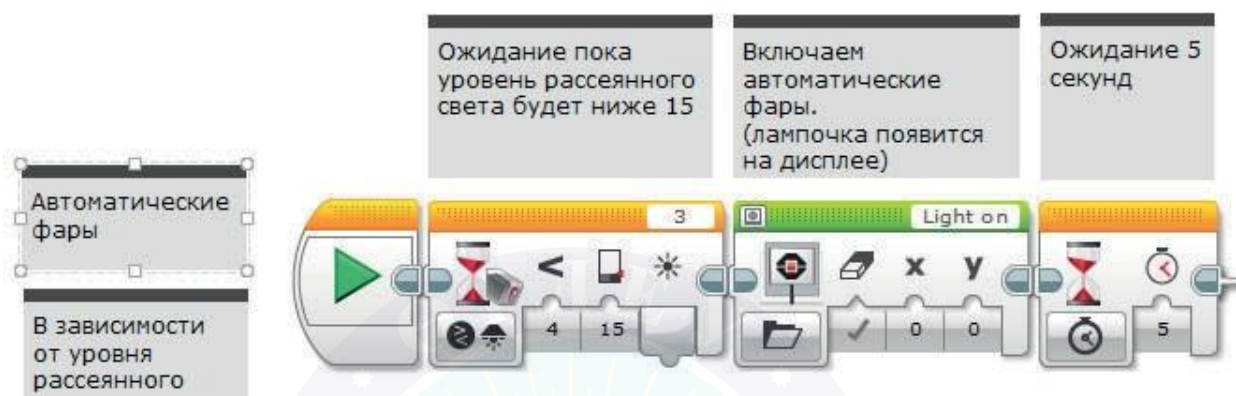 Ожидание пока
уровень рассеянного
света будет ниже 15
Включаем
автоматические
фары.
(лампочка появится
на дисплее)
Ожидание 5
секунд
Автоматические
фары
В зависимости
от уровня
рассеянного
3
< 4 15
Light on
x y
0 0
5